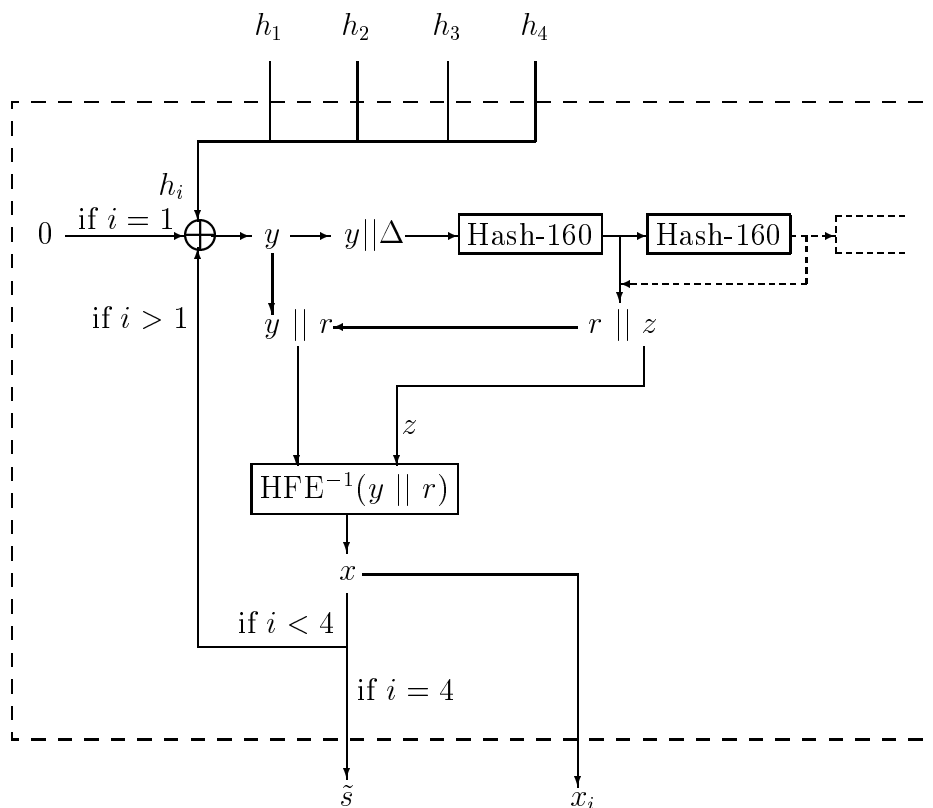 h₁ h₂ h₃ h₄
hᵢ
0 if i = 1 y y||Δ Hash-160 Hash-160
if i > 1
y || r r || z
z
HFE⁻¹(y || r)
x
if i < 4
if i = 4
s̃ xᵢ